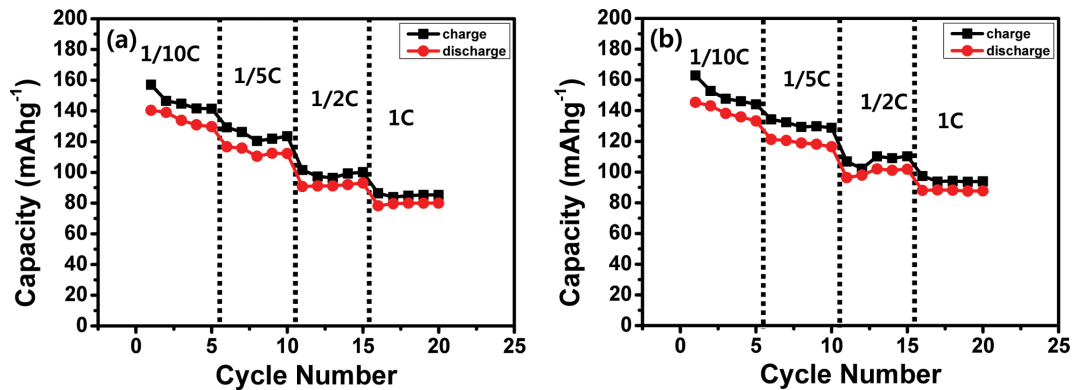 (a)
charge
discharge
1/10C
1/5C
1/2C
1C
Capacity (mAhg⁻¹)
200
180
160
140
120
100
80
60
40
20
0
0 5 10 15 20 25
Cycle Number
(b)
charge
discharge
1/10C
1/5C
1/2C
1C
Capacity (mAhg⁻¹)
200
180
160
140
120
100
80
60
40
20
0
0 5 10 15 20 25
Cycle Number